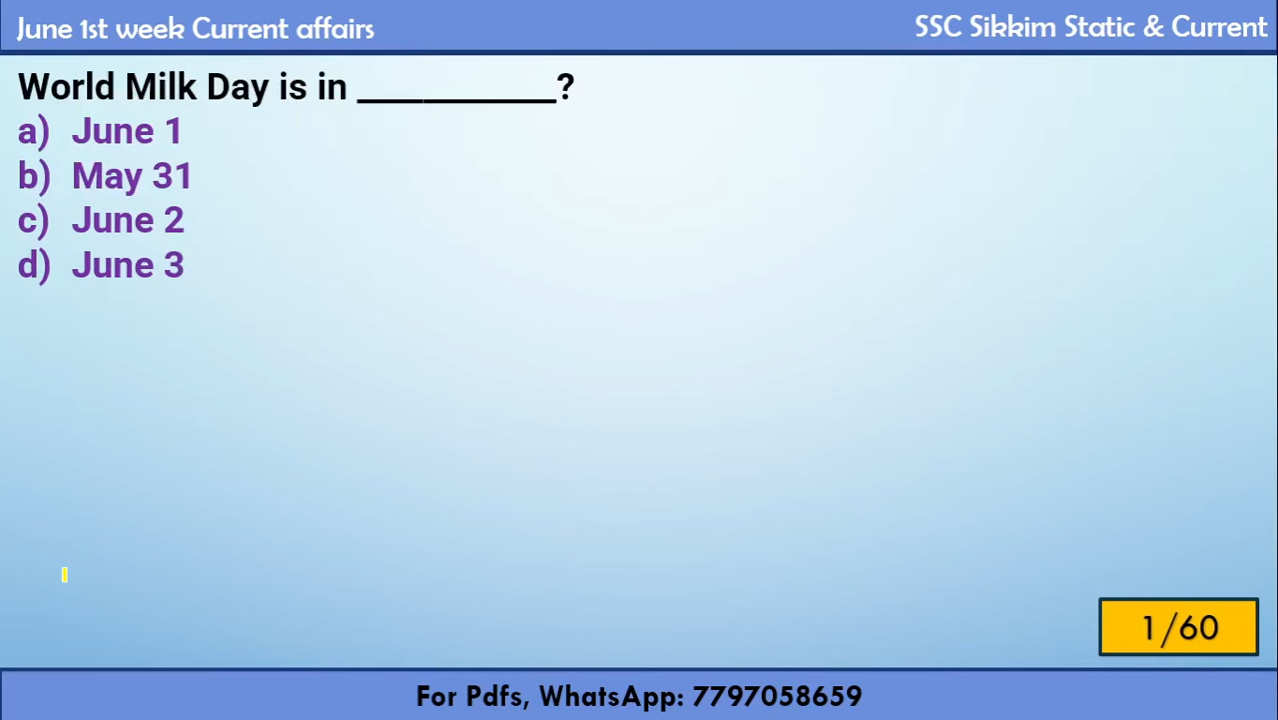 June 1st week Current affairs
SSC Sikkim Static & Current
World Milk Day is in __________?
a) June 1
b) May 31
c) June 2
d) June 3
1/60
For Pdfs, WhatsApp: 7797058659